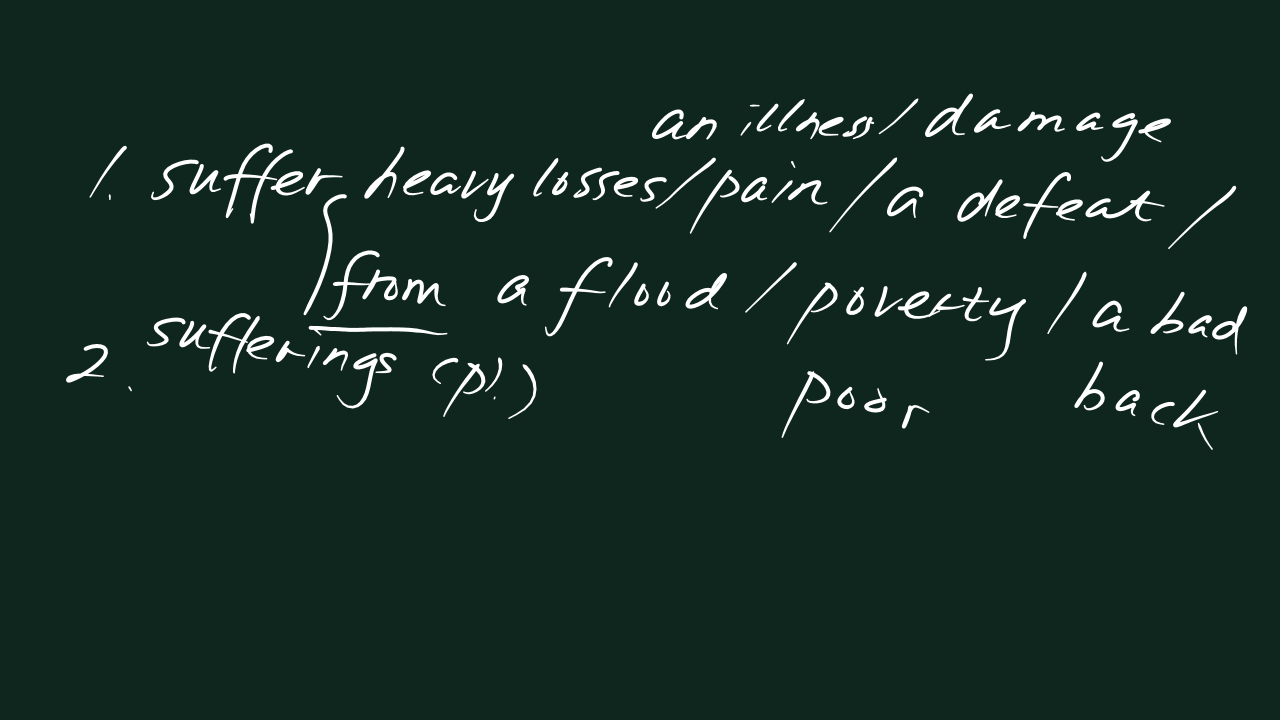 an illness/damage
1. suffer heavy losses/pain/a defeat/
from a flood/poverty/a bad
2. sufferings (pl.) poor back